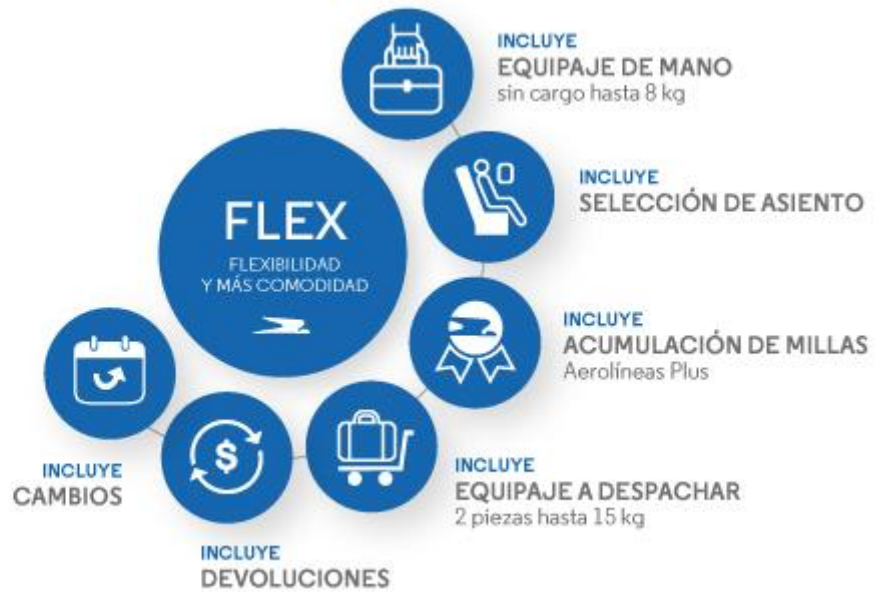 FLEX
FLEXIBILIDAD
Y MÁS COMODIDAD
INCLUYE
EQUIPAJE DE MANO
sin cargo hasta 8 kg
INCLUYE
SELECCIÓN DE ASIENTO
INCLUYE
ACUMULACIÓN DE MILLAS
Aerolíneas Plus
INCLUYE
EQUIPAJE A DESPACHAR
2 piezas hasta 15 kg
$
INCLUYE
DEVOLUCIONES
INCLUYE
CAMBIOS